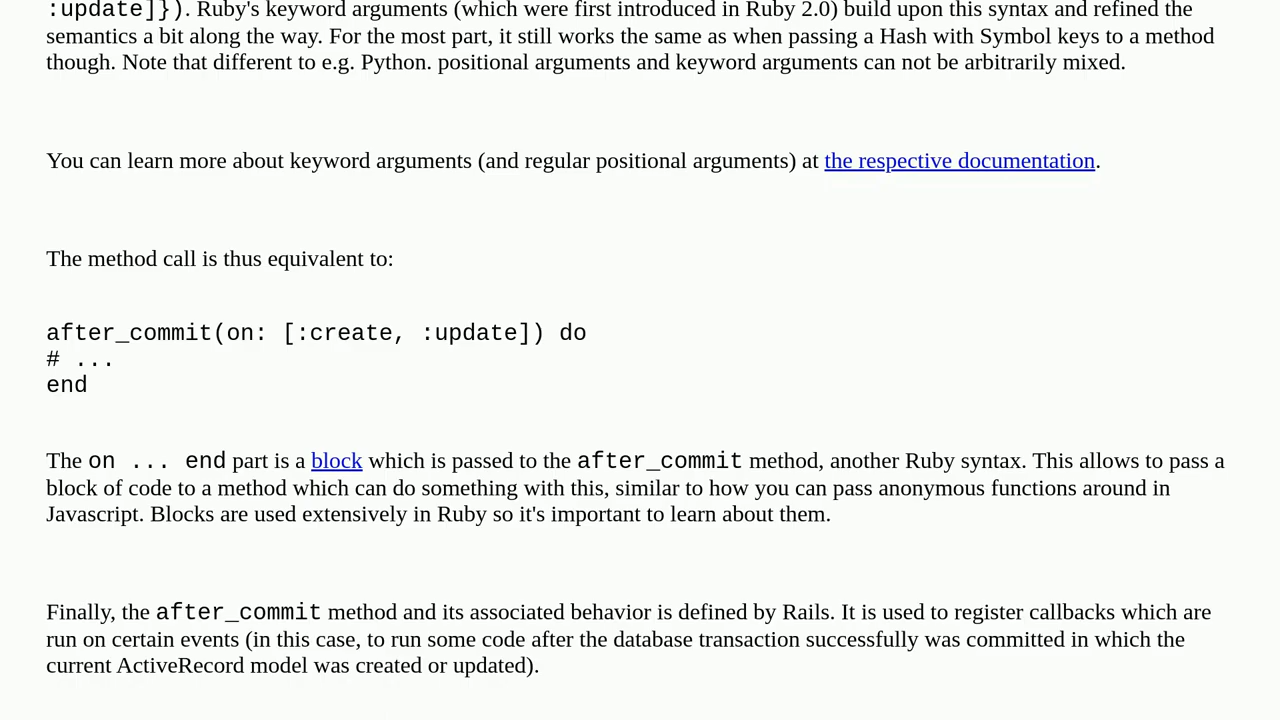 :update]}). Ruby's keyword arguments (which were first introduced in Ruby 2.0) build upon this syntax and refined the
semantics a bit along the way. For the most part, it still works the same as when passing a Hash with Symbol keys to a method
though. Note that different to e.g. Python. positional arguments and keyword arguments can not be arbitrarily mixed.
You can learn more about keyword arguments (and regular positional arguments) at the respective documentation.
The method call is thus equivalent to:
after_commit(on: [:create, :update]) do
# ...
end
The on ... end part is a block which is passed to the after_commit method, another Ruby syntax. This allows to pass a
block of code to a method which can do something with this, similar to how you can pass anonymous functions around in
Javascript. Blocks are used extensively in Ruby so it's important to learn about them.
Finally, the after_commit method and its associated behavior is defined by Rails. It is used to register callbacks which are
run on certain events (in this case, to run some code after the database transaction successfully was committed in which the
current ActiveRecord model was created or updated).